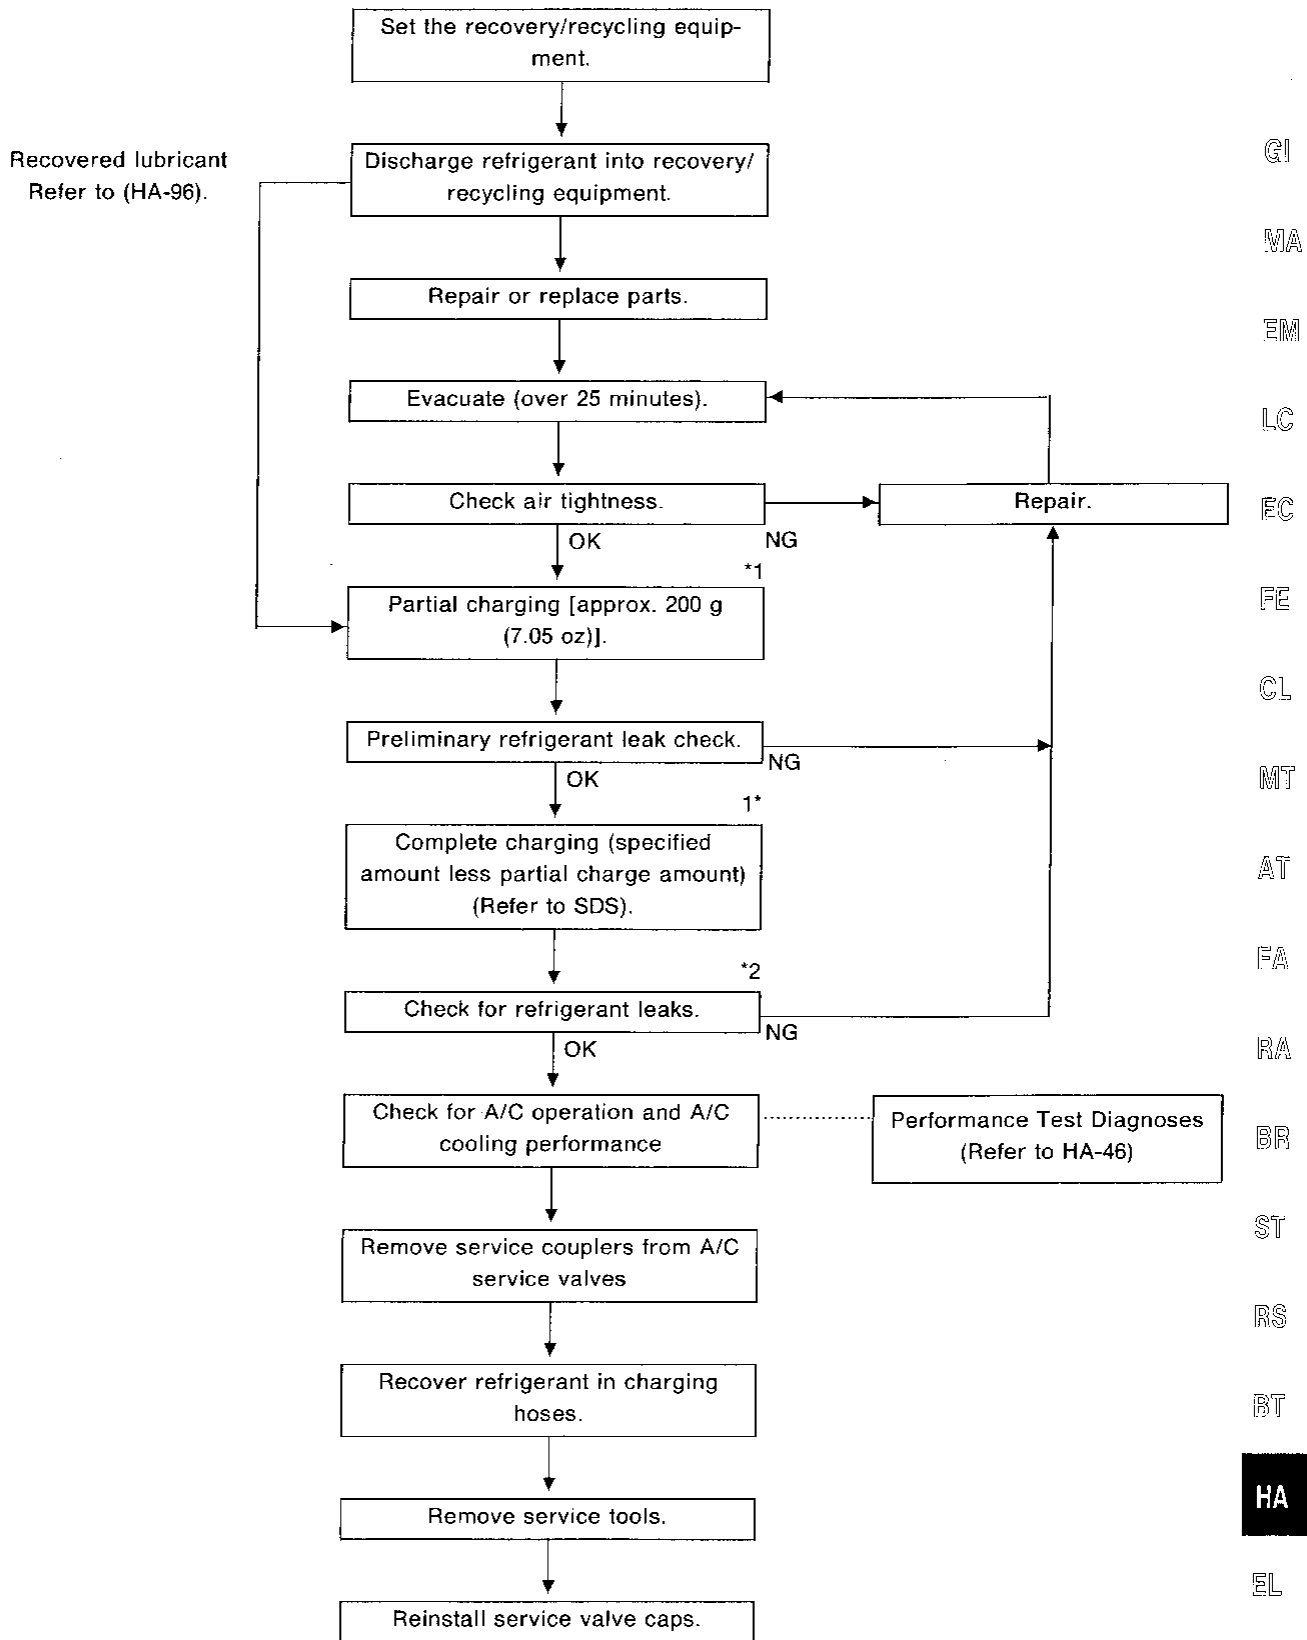 Set the recovery/recycling equip-
ment.
Recovered lubricant
Refer to (HA-96).
Discharge refrigerant into recovery/
recycling equipment.
Repair or replace parts.
Evacuate (over 25 minutes).
Check air tightness.
Repair.
OK
NG
*1
Partial charging [approx. 200 g
(7.05 oz)].
Preliminary refrigerant leak check.
NG
OK
1*
Complete charging (specified
amount less partial charge amount)
(Refer to SDS).
*2
Check for refrigerant leaks.
NG
OK
Check for A/C operation and A/C
cooling performance
Performance Test Diagnoses
(Refer to HA-46)
Remove service couplers from A/C
service valves
Recover refrigerant in charging
hoses.
Remove service tools.
Reinstall service valve caps.
GI
MA
EM
LC
EC
FE
CL
MT
AT
FA
RA
BR
ST
RS
BT
HA
EL